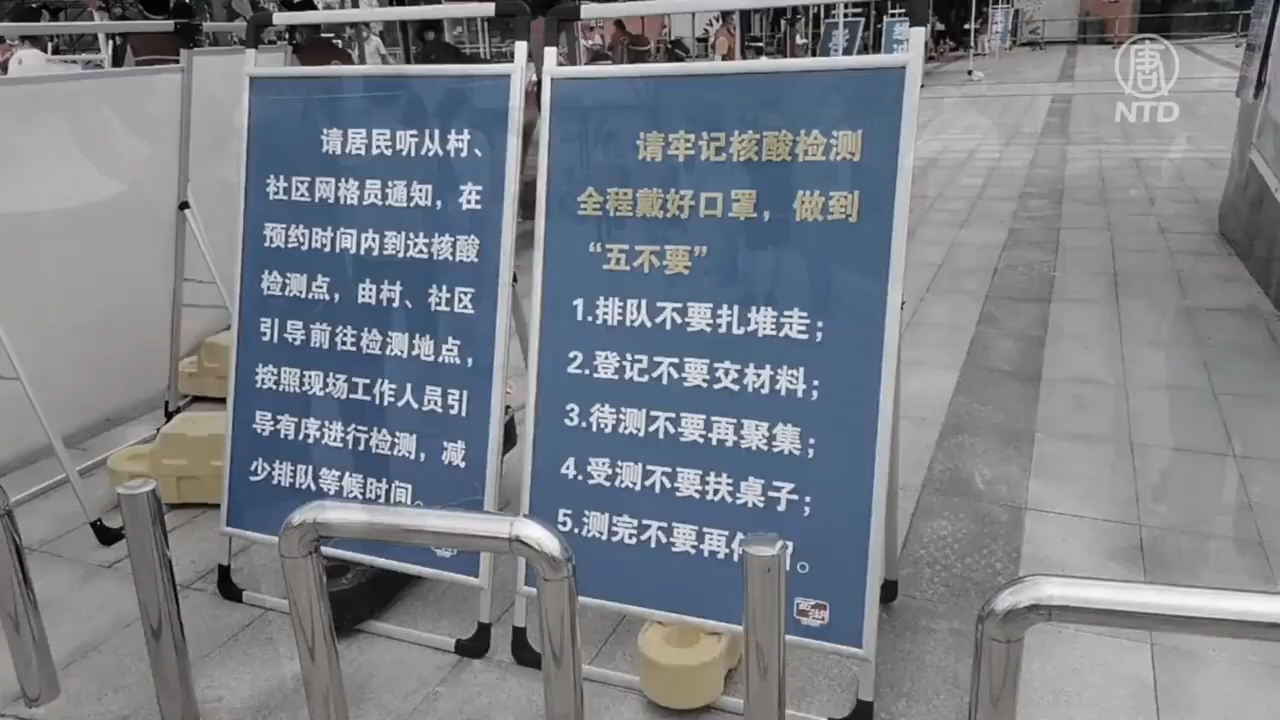 请居民听从村、
社区网格员通知，在
预约时间内到达核酸
检测点，由村、社区
引导前往检测地点，
按照现场工作人员引
导有序进行检测，减
少排队等候时间。
请牢记核酸检测
全程戴好口罩，做到
“五不要”
1.排队不要扎堆走；
2.登记不要交材料；
3.待测不要再聚集；
4.受测不要扶桌子；
5.测完不要再。
西湖
唐
NTD